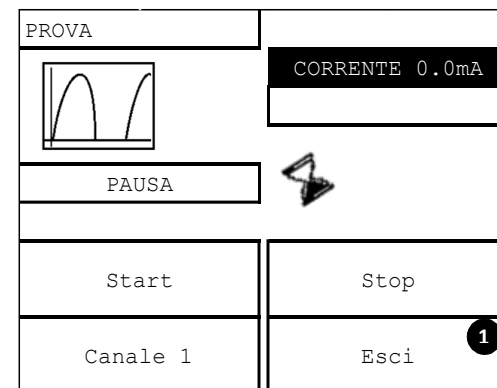 PROVA
CORRENTE 0.0mA
PAUSA
Start
Stop
Canale 1
Esci
1